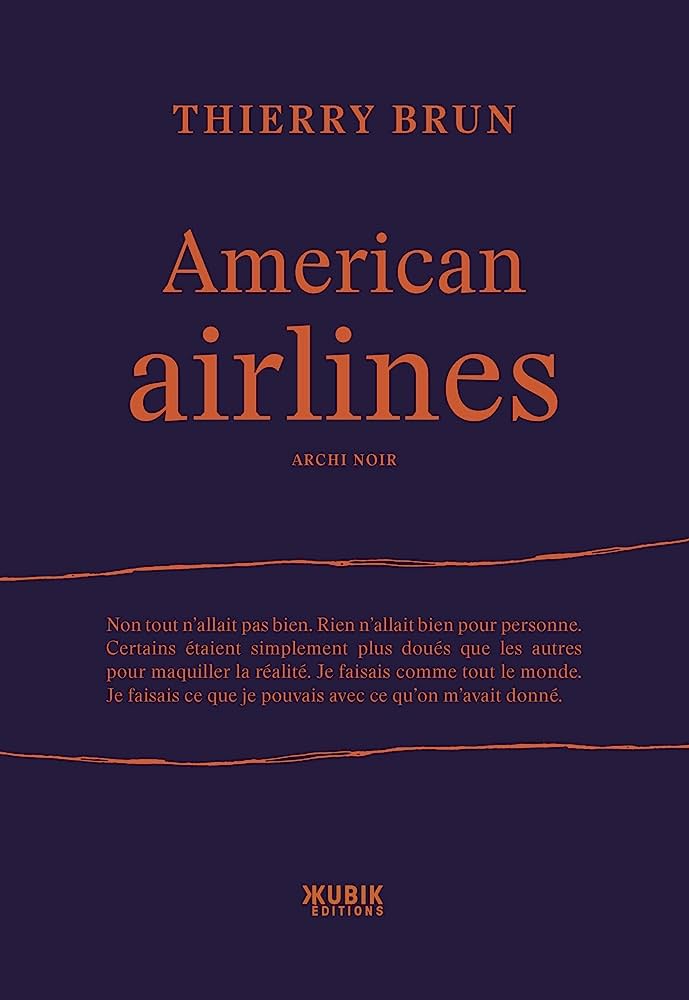 THIERRY BRUN
American
airlines
ARCHI NOIR
Non tout n’allait pas bien. Rien n’allait bien pour personne.
Certains étaient simplement plus doués que les autres
pour maquiller la réalité. Je faisais comme tout le monde.
Je faisais ce que je pouvais avec ce qu’on m’avait donné.
KUBIK
EDITIONS